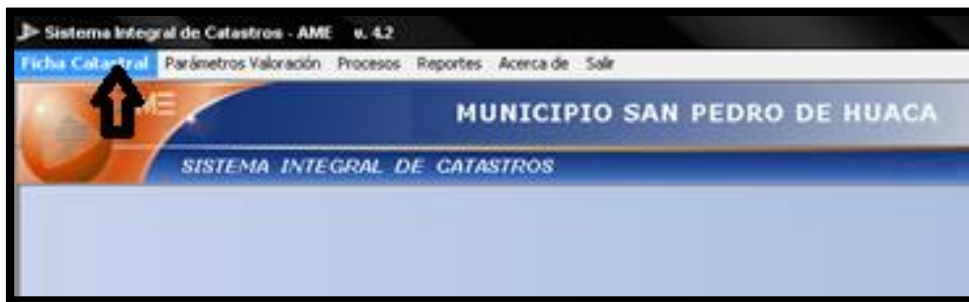 Sistema Integral de Catastros - AME v. 4.2
Ficha Catastral Parámetros Valoración Procesos Reportes Acerca de Salir
MUNICIPIO SAN PEDRO DE HUACA
SISTEMA INTEGRAL DE CATASTROS